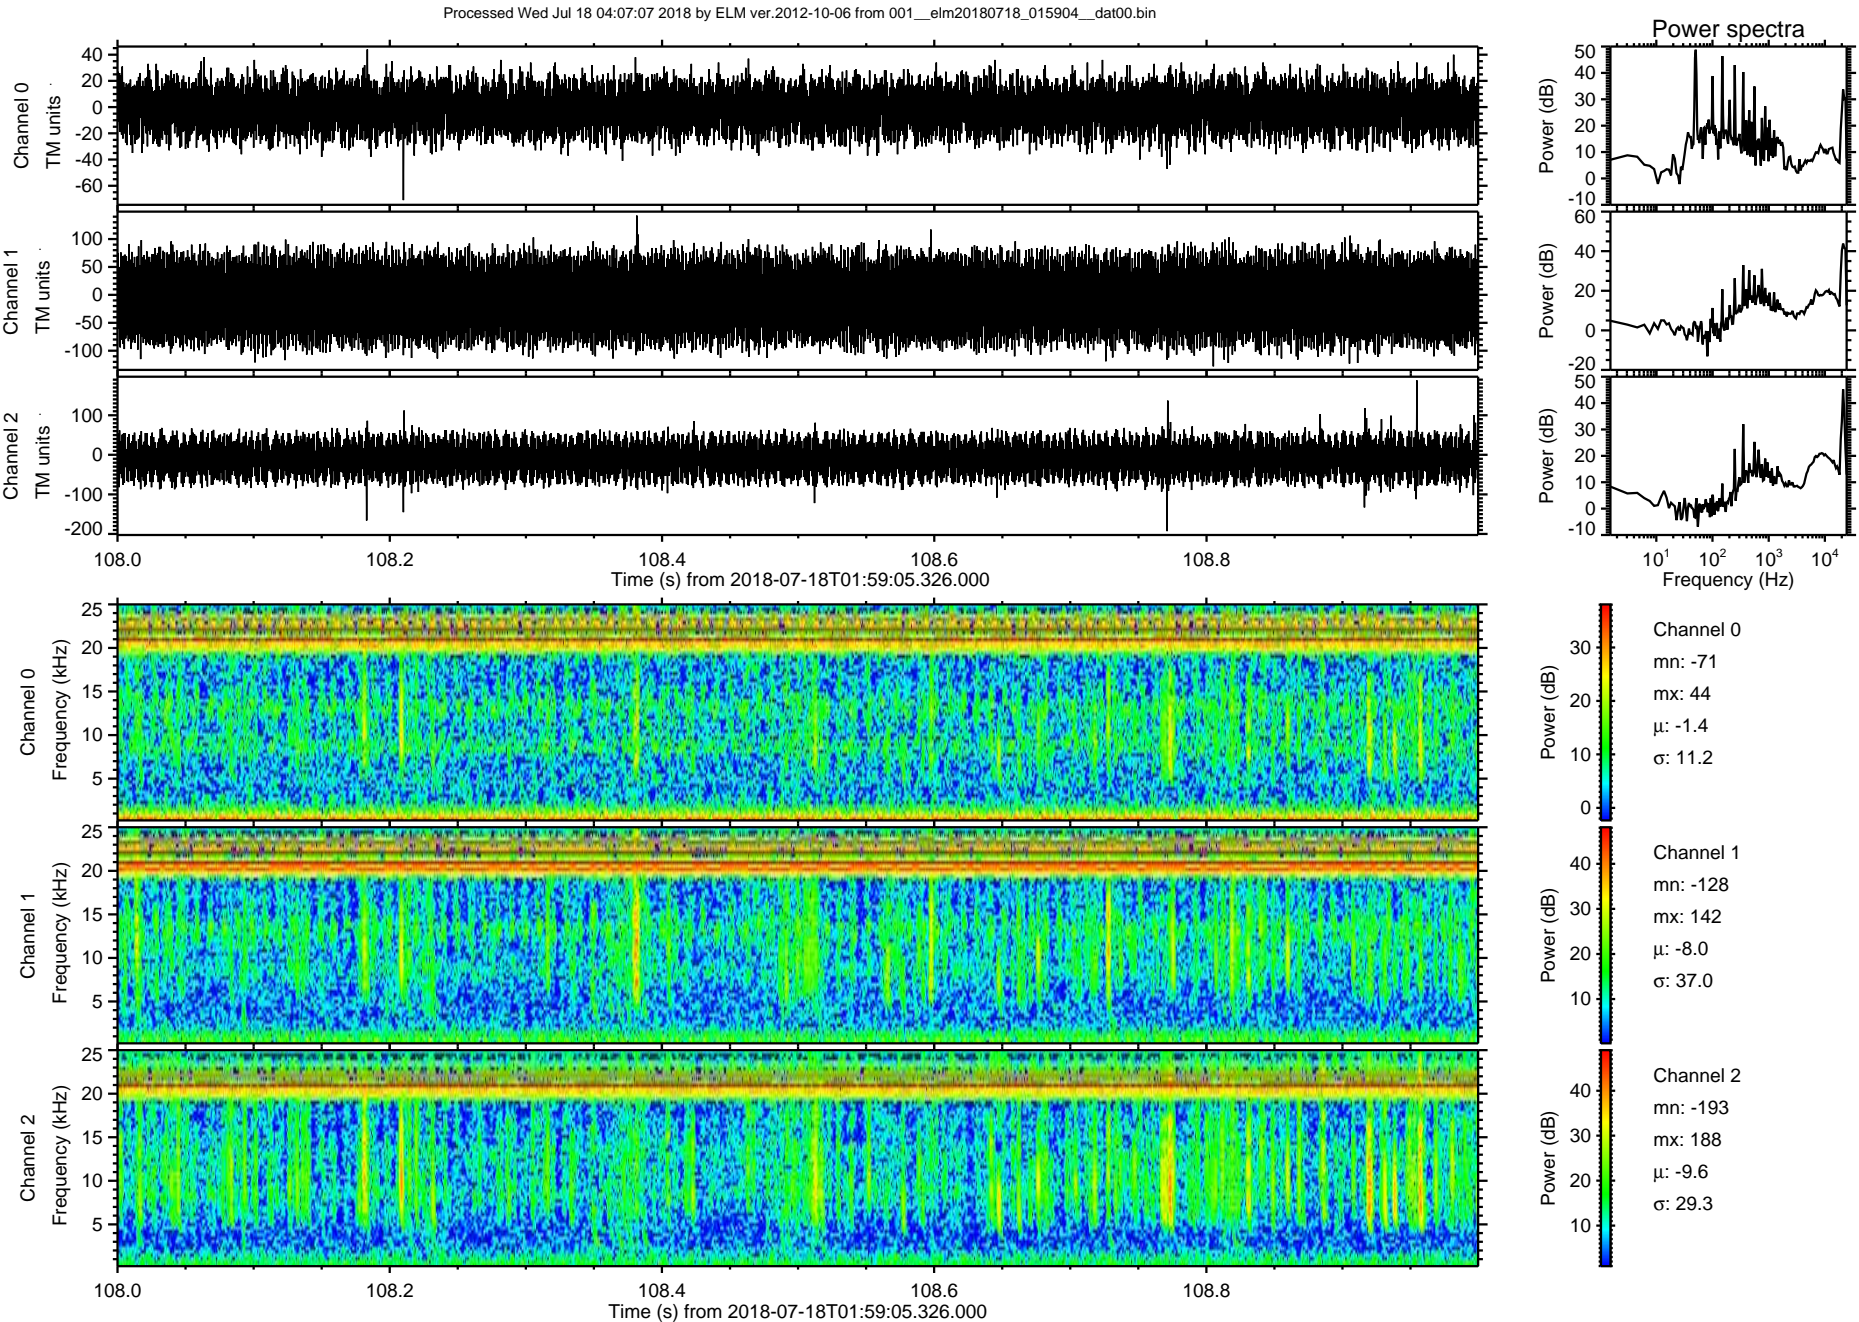 Processed Wed Jul 18 04:07:07 2018 by ELM ver.2012-10-06 from 001__elm20180718_015904__dat00.bin
Power spectra
Channel 0
TM units
40
20
0
-20
-40
-60
Power (dB)
50
40
30
20
10
0
-10
Channel 1
TM units
100
50
0
-50
-100
Power (dB)
60
40
20
0
-20
Channel 2
TM units
100
0
-100
-200
Power (dB)
50
40
30
20
10
0
-10
108.0 108.2 108.4 108.6 108.8
Time (s) from 2018-07-18T01:59:05.326.000
10¹ 10² 10³ 10⁴
Frequency (Hz)
Channel 0
Frequency (kHz)
25
20
15
10
5
Power (dB)
30
20
10
0
Channel 0
mn: -71
mx: 44
μ: -1.4
σ: 11.2
Channel 1
Frequency (kHz)
25
20
15
10
5
Power (dB)
40
30
20
10
Channel 1
mn: -128
mx: 142
μ: -8.0
σ: 37.0
Channel 2
Frequency (kHz)
25
20
15
10
5
Power (dB)
40
30
20
10
Channel 2
mn: -193
mx: 188
μ: -9.6
σ: 29.3
108.0 108.2 108.4 108.6 108.8
Time (s) from 2018-07-18T01:59:05.326.000